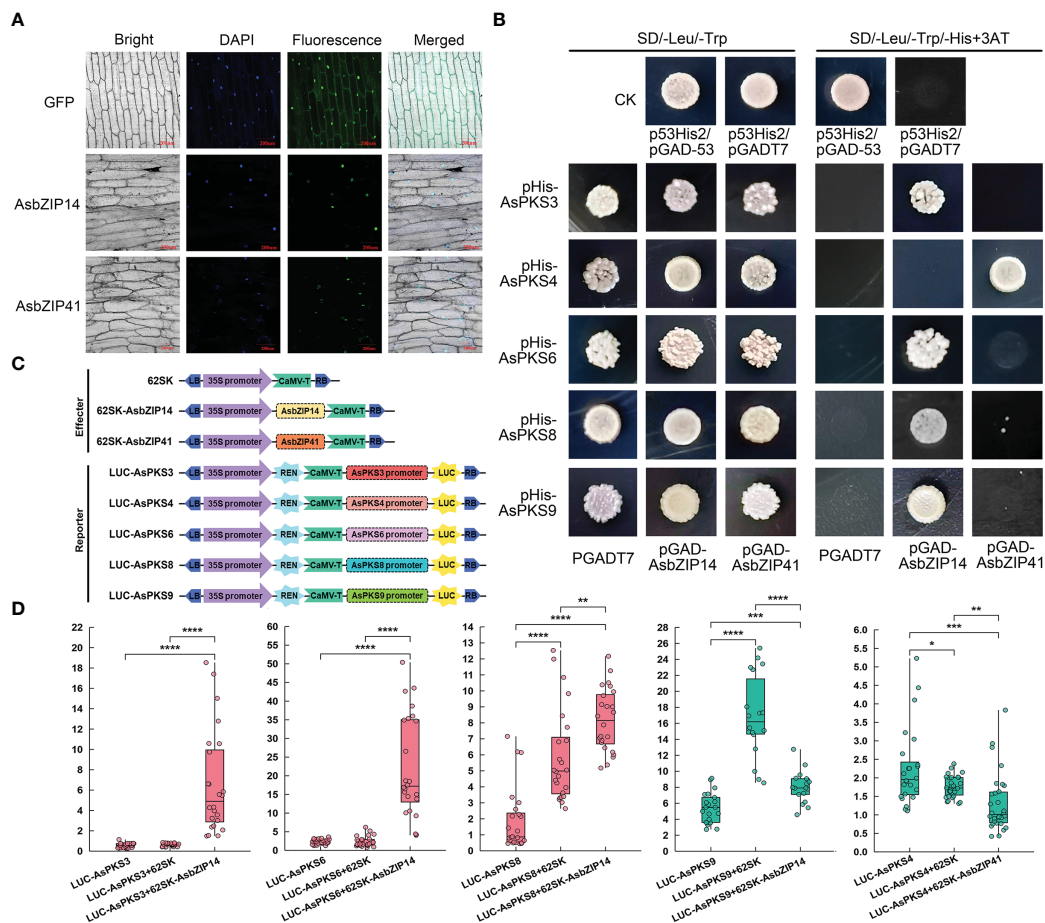 A
Bright DAPI Fluorescence Merged
GFP
200um 200um 200um 200um
AsbZIP14
200um 200um 200um
AsbZIP41
200um 200um
B
SD/-Leu/-Trp SD/-Leu/-Trp/-His+3AT
CK
p53His2/ p53His2/ p53His2/ p53His2/
pGAD-53 pGADT7 pGAD-53 pGADT7
pHis-
AsPKS3
pHis-
AsPKS4
pHis-
AsPKS6
pHis-
AsPKS8
pHis-
AsPKS9
PGADT7 pGAD- pGAD- PGADT7 pGAD- pGAD-
AsbZIP14 AsbZIP41 AsbZIP14 AsbZIP41
C
Effecter
62SK LB 35S promoter CaMV-T RB
62SK-AsbZIP14 LB 35S promoter AsbZIP14 CaMV-T RB
62SK-AsbZIP41 LB 35S promoter AsbZIP41 CaMV-T RB
Reporter
LUC-AsPKS3 LB 35S promoter REN CaMV-T AsPKS3 promoter LUC RB
LUC-AsPKS4 LB 35S promoter REN CaMV-T AsPKS4 promoter LUC RB
LUC-AsPKS6 LB 35S promoter REN CaMV-T AsPKS6 promoter LUC RB
LUC-AsPKS8 LB 35S promoter REN CaMV-T AsPKS8 promoter LUC RB
LUC-AsPKS9 LB 35S promoter REN CaMV-T AsPKS9 promoter LUC RB
D
22
20
18
16
14
12
10
8
6
4
2
0
****
****
LUC-AsPKS3
LUC-AsPKS3+62SK
LUC-AsPKS3+62SK-AsbZIP14
60
55
50
45
40
35
30
25
20
15
10
5
0
****
****
LUC-AsPKS6
LUC-AsPKS6+62SK
LUC-AsPKS6+62SK-AsbZIP14
14
13
12
11
10
9
8
7
6
5
4
3
2
1
0
**
****
****
LUC-AsPKS8
LUC-AsPKS8+62SK
LUC-AsPKS8+62SK-AsbZIP14
28
26
24
22
20
18
16
14
12
10
8
6
4
2
0
****
***
****
LUC-AsPKS9
LUC-AsPKS9+62SK
LUC-AsPKS9+62SK-AsbZIP14
6.0
5.5
5.0
4.5
4.0
3.5
3.0
2.5
2.0
1.5
1.0
0.5
0.0
**
***
*
LUC-AsPKS4
LUC-AsPKS4+62SK
LUC-AsPKS4+62SK-AsbZIP41